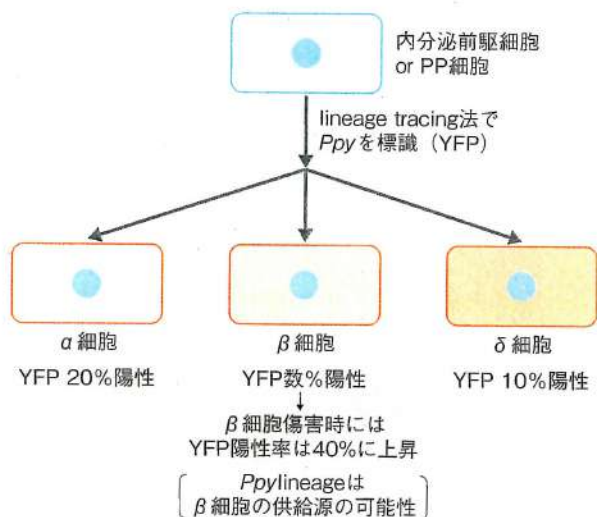 内分泌前駆細胞
or PP細胞
lineage tracing法で
Ppyを標識（YFP）
α細胞
YFP 20%陽性
β細胞
YFP数%陽性
β細胞傷害時には
YFP陽性率は40%に上昇
Ppylineageは
β細胞の供給源の可能性
δ細胞
YFP 10%陽性